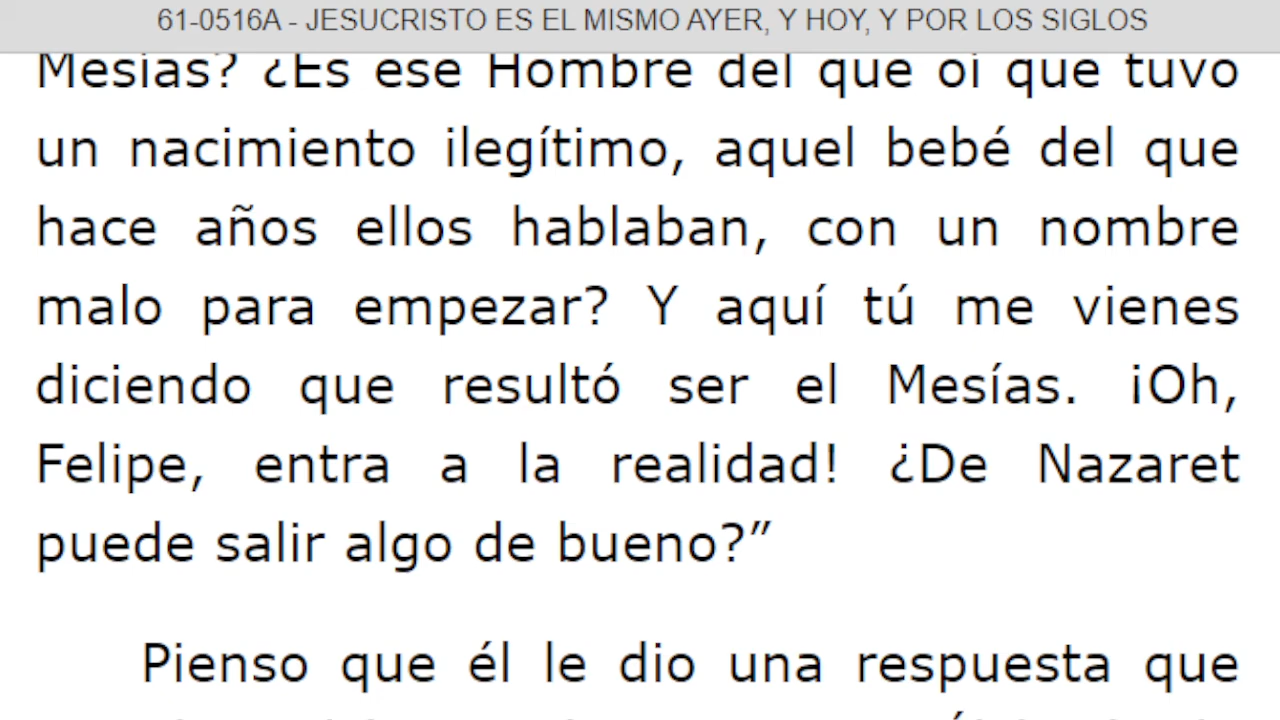 61-0516A - JESUCRISTO ES EL MISMO AYER, Y HOY, Y POR LOS SIGLOS
Mesías? ¿Es ese Hombre del que oí que tuvo
un nacimiento ilegítimo, aquel bebé del que
hace años ellos hablaban, con un nombre
malo para empezar? Y aquí tú me vienes
diciendo que resultó ser el Mesías. ¡Oh,
Felipe, entra a la realidad! ¿De Nazaret
puede salir algo de bueno?”
Pienso que él le dio una respuesta que